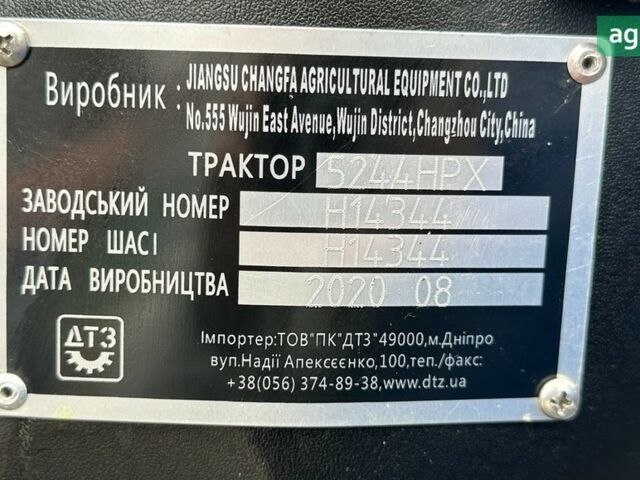 ag
Виробник : JIANGSU CHANGFA AGRICULTURAL EQUIPMENT CO.,LTD
No.555 Wujin East Avenue,Wujin District,Changzhou City,China
ТРАКТОР 5244HPX
ЗАВОДСЬКИЙ НОМЕР H14344
НОМЕР ШАСІ H14344
ДАТА ВИРОБНИЦТВА 2020 08
ДТЗ
Імпортер:ТОВ"ПК"ДТЗ"49000,м.Дніпро
вул.Надії Алексєєнко,100,тел./факс:
+38(056) 374-89-38,www.dtz.ua